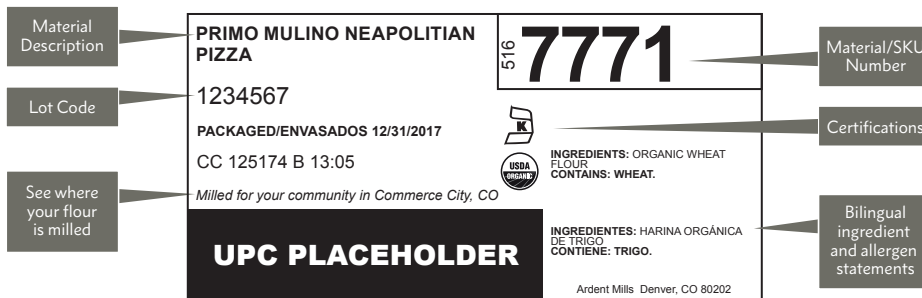 Material
Description
Lot Code
See where
your flour
is milled
PRIMO MULINO NEAPOLITIAN
PIZZA
1234567
PACKAGED/ENVASADOS 12/31/2017
CC 125174 B 13:05
Milled for your community in Commerce City, CO
UPC PLACEHOLDER
516
7771
K
USDA
ORGANIC
INGREDIENTS: ORGANIC WHEAT
FLOUR
CONTAINS: WHEAT.
INGREDIENTES: HARINA ORGÁNICA
DE TRIGO
CONTIENE: TRIGO.
Ardent Mills Denver, CO 80202
Material/SKU
Number
Certifications
Bilingual
ingredient
and allergen
statements